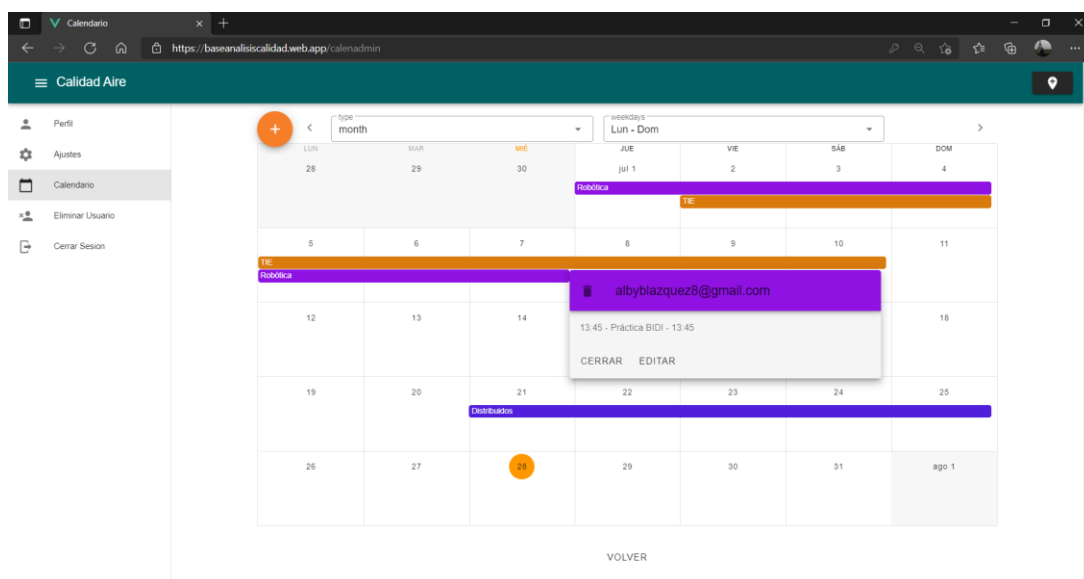 Calendario
https://baseanalisiscalidad.web.app/calenadmin
Calidad Aire
Perfil
Ajustes
Calendario
Eliminar Usuario
Cerrar Sesion
type
month
weekdays
Lun - Dom
LUN MAR MIÉ JUE VIE SÁB DOM
28 29 30 jul 1 2 3 4
Robótica
TIE
5 6 7 8 9 10 11
TIE
Robótica
albyblazquez8@gmail.com
13:45 - Práctica BIDI - 13:45
CERRAR EDITAR
12 13 14 18
19 20 21 22 23 24 25
Distribuidos
26 27 28 29 30 31 ago 1
VOLVER